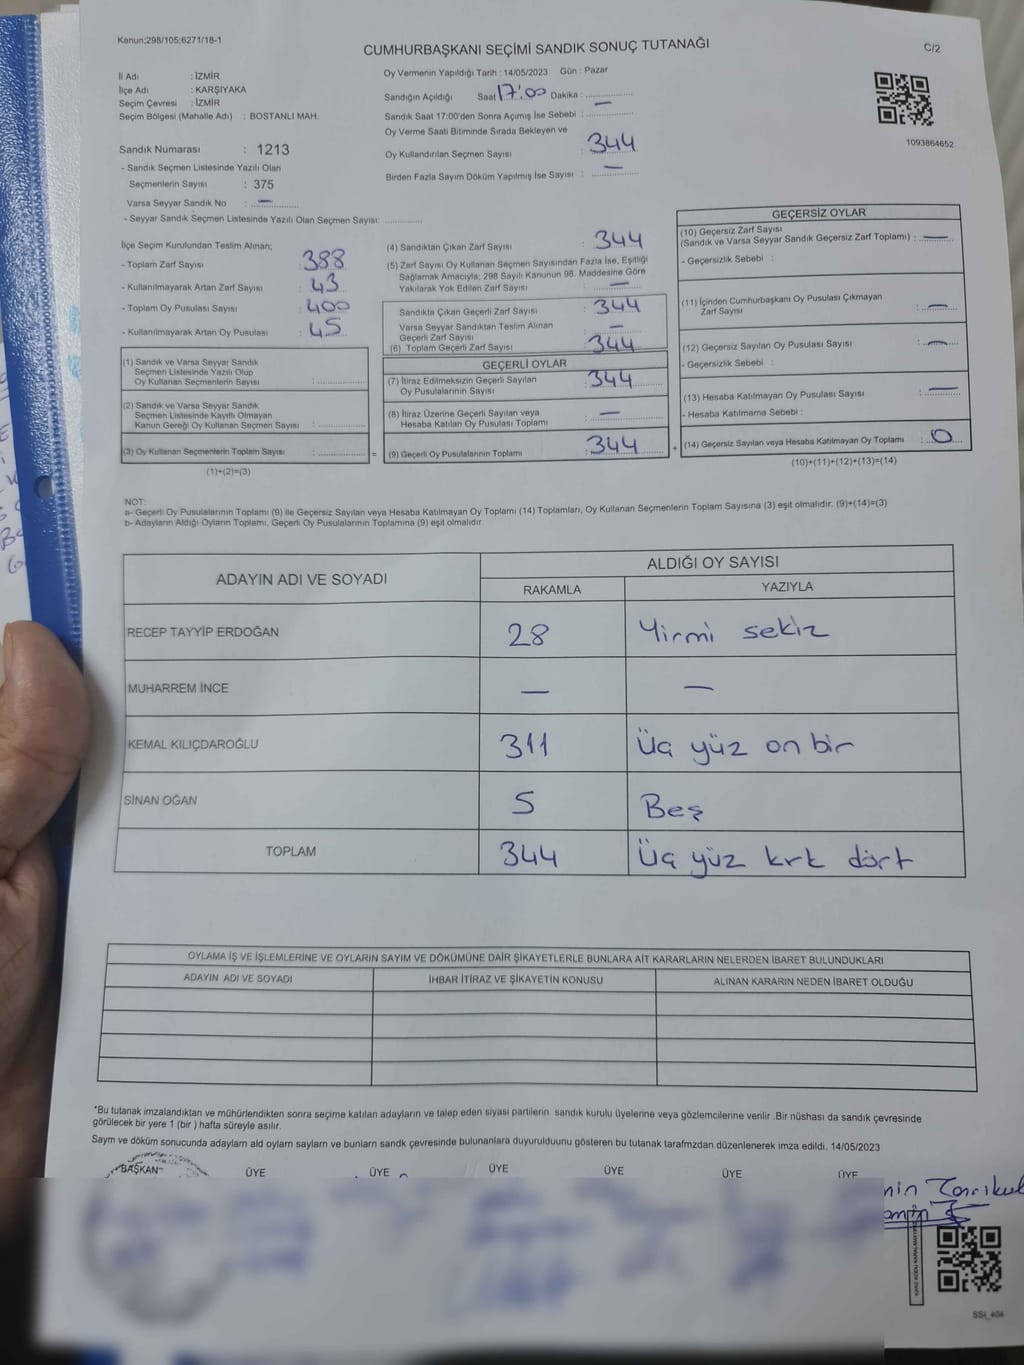 Kanun:298/105;6271/18-1
CUMHURBAŞKANI SEÇİMİ SANDIK SONUÇ TUTANAĞI
C/2
İl Adı : İZMİR
İlçe Adı : KARŞIYAKA
Seçim Çevresi : İZMİR
Seçim Bölgesi (Mahalle Adı) : BOSTANLI MAH.
Sandık Numarası : 1213
- Sandık Seçmen Listesinde Yazılı Olan
Seçmenlerin Sayısı : 375
Varsa Seyyar Sandık No : —
- Seyyar Sandık Seçmen Listesinde Yazılı Olan Seçmen Sayısı: ............
Oy Vermenin Yapıldığı Tarih : 14/05/2023 Gün : Pazar
Sandığın Açıldığı Saat 17:00 Dakika : ............
Sandık Saat 17:00'den Sonra Açımış İse Sebebi : —
Oy Verme Saati Bitiminde Sırada Bekleyen ve
Oy Kullandırılan Seçmen Sayısı : 344
Birden Fazla Sayım Döküm Yapılmış İse Sayısı : —
1093864652
İlçe Seçim Kurulundan Teslim Alınan;
- Toplam Zarf Sayısı : 388
- Kullanılmayarak Artan Zarf Sayısı : 43
- Toplam Oy Pusulası Sayısı : 400
- Kullanılmayarak Artan Oy Pusulası : 45
(1) Sandık ve Varsa Seyyar Sandık
Seçmen Listesinde Yazılı Olup
Oy Kullanan Seçmenlerin Sayısı : ............
(2) Sandık ve Varsa Seyyar Sandık
Seçmen Listesinde Kayıtlı Olmayan
Kanun Gereği Oy Kullanan Seçmen Sayısı : ............
(3) Oy Kullanan Seçmenlerin Toplam Sayısı : ............ =
(1)+(2)=(3)
(4) Sandıktan Çıkan Zarf Sayısı : 344
(5) Zarf Sayısı Oy Kullanan Seçmen Sayısından Fazla İse, Eşitliği
Sağlamak Amacıyla; 298 Sayılı Kanunun 98. Maddesine Göre
Yakılarak Yok Edilen Zarf Sayısı : —
Sandıkta Çıkan Geçerli Zarf Sayısı : 344
Varsa Seyyar Sandıktan Teslim Alınan
Geçerli Zarf Sayısı : —
(6) Toplam Geçerli Zarf Sayısı : 344
GEÇERLİ OYLAR
(7) İtiraz Edilmeksizin Geçerli Sayılan
Oy Pusulalarının Sayısı : 344
(8) İtiraz Üzerine Geçerli Sayılan veya
Hesaba Katılan Oy Pusulası Toplamı : —
(9) Geçerli Oy Pusulalarının Toplamı : 344 +
GEÇERSİZ OYLAR
(10) Geçersiz Zarf Sayısı
(Sandık ve Varsa Seyyar Sandık Geçersiz Zarf Toplamı) : —
- Geçersizlik Sebebi :
(11) İçinden Cumhurbaşkanı Oy Pusulası Çıkmayan
Zarf Sayısı : —
(12) Geçersiz Sayılan Oy Pusulası Sayısı : —
- Geçersizlik Sebebi :
(13) Hesaba Katılmayan Oy Pusulası Sayısı : —
- Hesaba Katılmama Sebebi :
(14) Geçersiz Sayılan veya Hesaba Katılmayan Oy Toplamı : 0
(10)+(11)+(12)+(13)=(14)
NOT:
a- Geçerli Oy Pusulalarının Toplamı (9) ile Geçersiz Sayılan veya Hesaba Katılmayan Oy Toplamı (14) Toplamları, Oy Kullanan Seçmenlerin Toplam Sayısına (3) eşit olmalıdır. (9)+(14)=(3)
b- Adayların Aldığı Oyların Toplamı, Geçerli Oy Pusulalarının Toplamına (9) eşit olmalıdır.
ADAYIN ADI VE SOYADI
ALDIĞI OY SAYISI
RAKAMLA YAZIYLA
RECEP TAYYİP ERDOĞAN 28 Yirmi sekiz
MUHARREM İNCE — —
KEMAL KILIÇDAROĞLU 311 Üç yüz on bir
SİNAN OĞAN 5 Beş
TOPLAM 344 Üç yüz kırk dört
OYLAMA İŞ VE İŞLEMLERİNE VE OYLARIN SAYIM VE DÖKÜMÜNE DAİR ŞİKAYETLERLE BUNLARA AİT KARARLARIN NELERDEN İBARET BULUNDUKLARI
ADAYIN ADI VE SOYADI İHBAR İTİRAZ VE ŞİKAYETİN KONUSU ALINAN KARARIN NEDEN İBARET OLDUĞU
*Bu tutanak imzalandıktan ve mühürlendikten sonra seçime katılan adayların ve talep eden siyasi partilerin sandık kurulu üyelerine veya gözlemcilerine verilir .Bir nüshası da sandık çevresinde
görülecek bir yere 1 (bir ) hafta süreyle asılır.
Saym ve döküm sonucunda adaylarn ald oylarn saylarn ve bunlarn sandk çevresinde bulunanlara duyurulduunu gösteren bu tutanak tarafmzdan düzenlenerek imza edildi. 14/05/2023
BAŞKAN ÜYE ÜYE ÜYE ÜYE ÜYE ÜYE